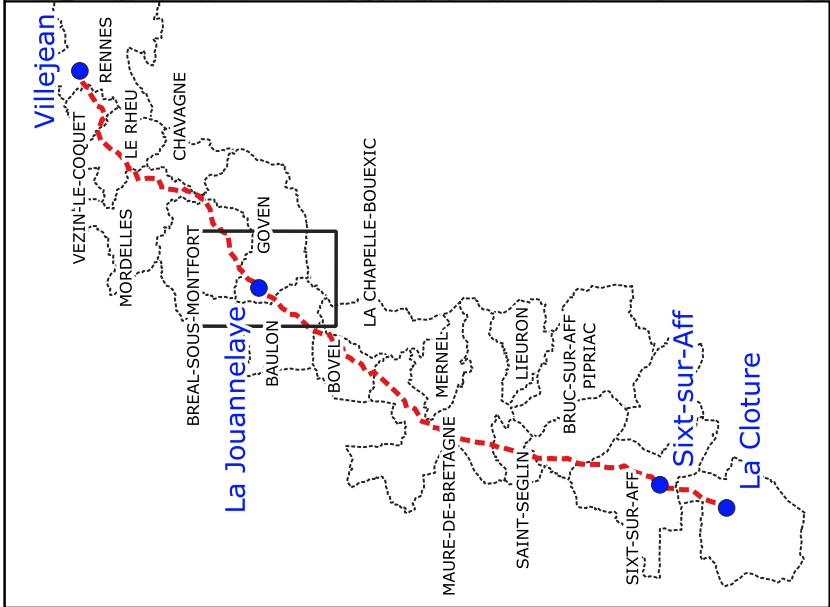 Villejean
RENNES
VEZIN-LE-COQUET
LE RHEU
CHAVAGNE
MORDELLES
BREAL-SOUS-MONTFORT
GOVEN
La Jouannelaye
BAULON
LA CHAPELLE-BOUEXIC
BOVEL
MERNEL
MAURE-DE-BRETAGNE
LIEURON
SAINT-SEGLIN
BRUC-SUR-AFF
PIPRIAC
SIXT-SUR-AFF
Sixt-sur-Aff
La Cloture